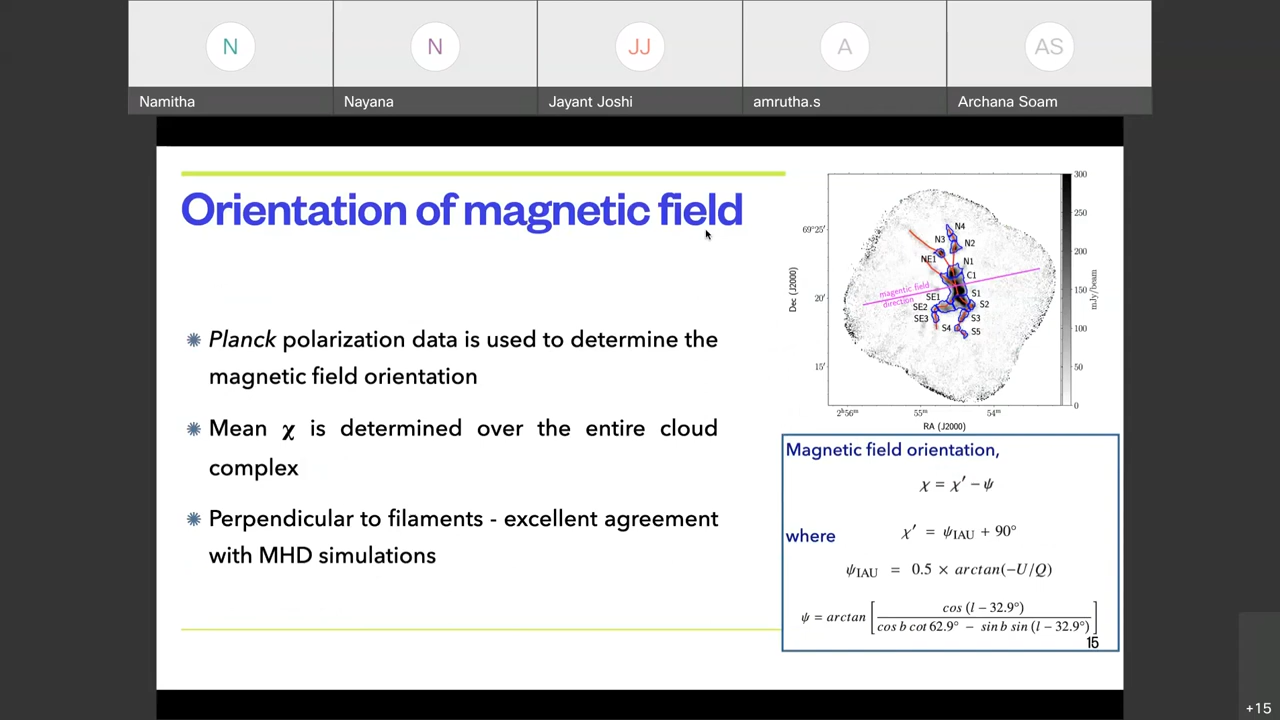 N
N
JJ
A
AS
Namitha
Nayana
Jayant Joshi
amrutha.s
Archana Soam
Orientation of magnetic field
Planck polarization data is used to determine the
magnetic field orientation
Mean χ is determined over the entire cloud
complex
Perpendicular to filaments - excellent agreement
with MHD simulations
69°25'
20'
15'
Dec (J2000)
2ʰ56ᵐ
55ᵐ
54ᵐ
RA (J2000)
300
250
200
150
100
50
0
mJy/beam
N4
N3
N2
NE1
N1
C1
magentic field
direction
SE1
S1
SE2
S2
SE3
S3
S4
S5
Magnetic field orientation,
χ = χ′ − ψ
where
χ′ = ψIAU + 90°
ψIAU = 0.5 × arctan(−U/Q)
ψ = arctan [ cos (l − 32.9°) / cos b cot 62.9° − sin b sin (l − 32.9°) ]
15
+15